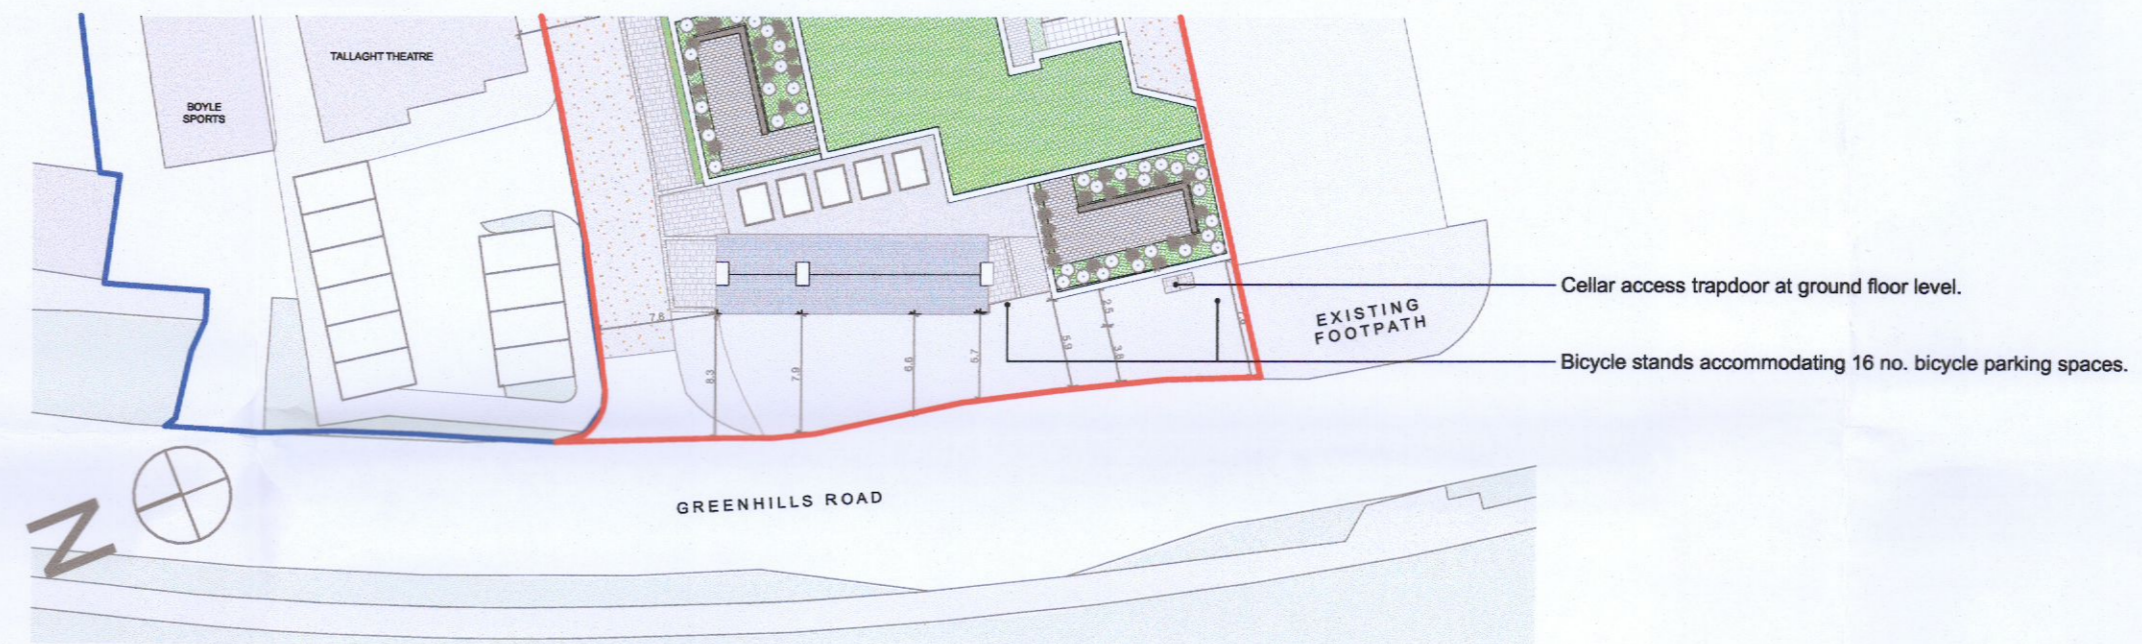 TALLAGHT THEATRE
BOYLE
SPORTS
Cellar access trapdoor at ground floor level.
EXISTING
FOOTPATH
7.6
2.5
5.9
3.8
8.3
7.9
6.6
5.7
Bicycle stands accommodating 16 no. bicycle parking spaces.
GREENHILLS ROAD
N